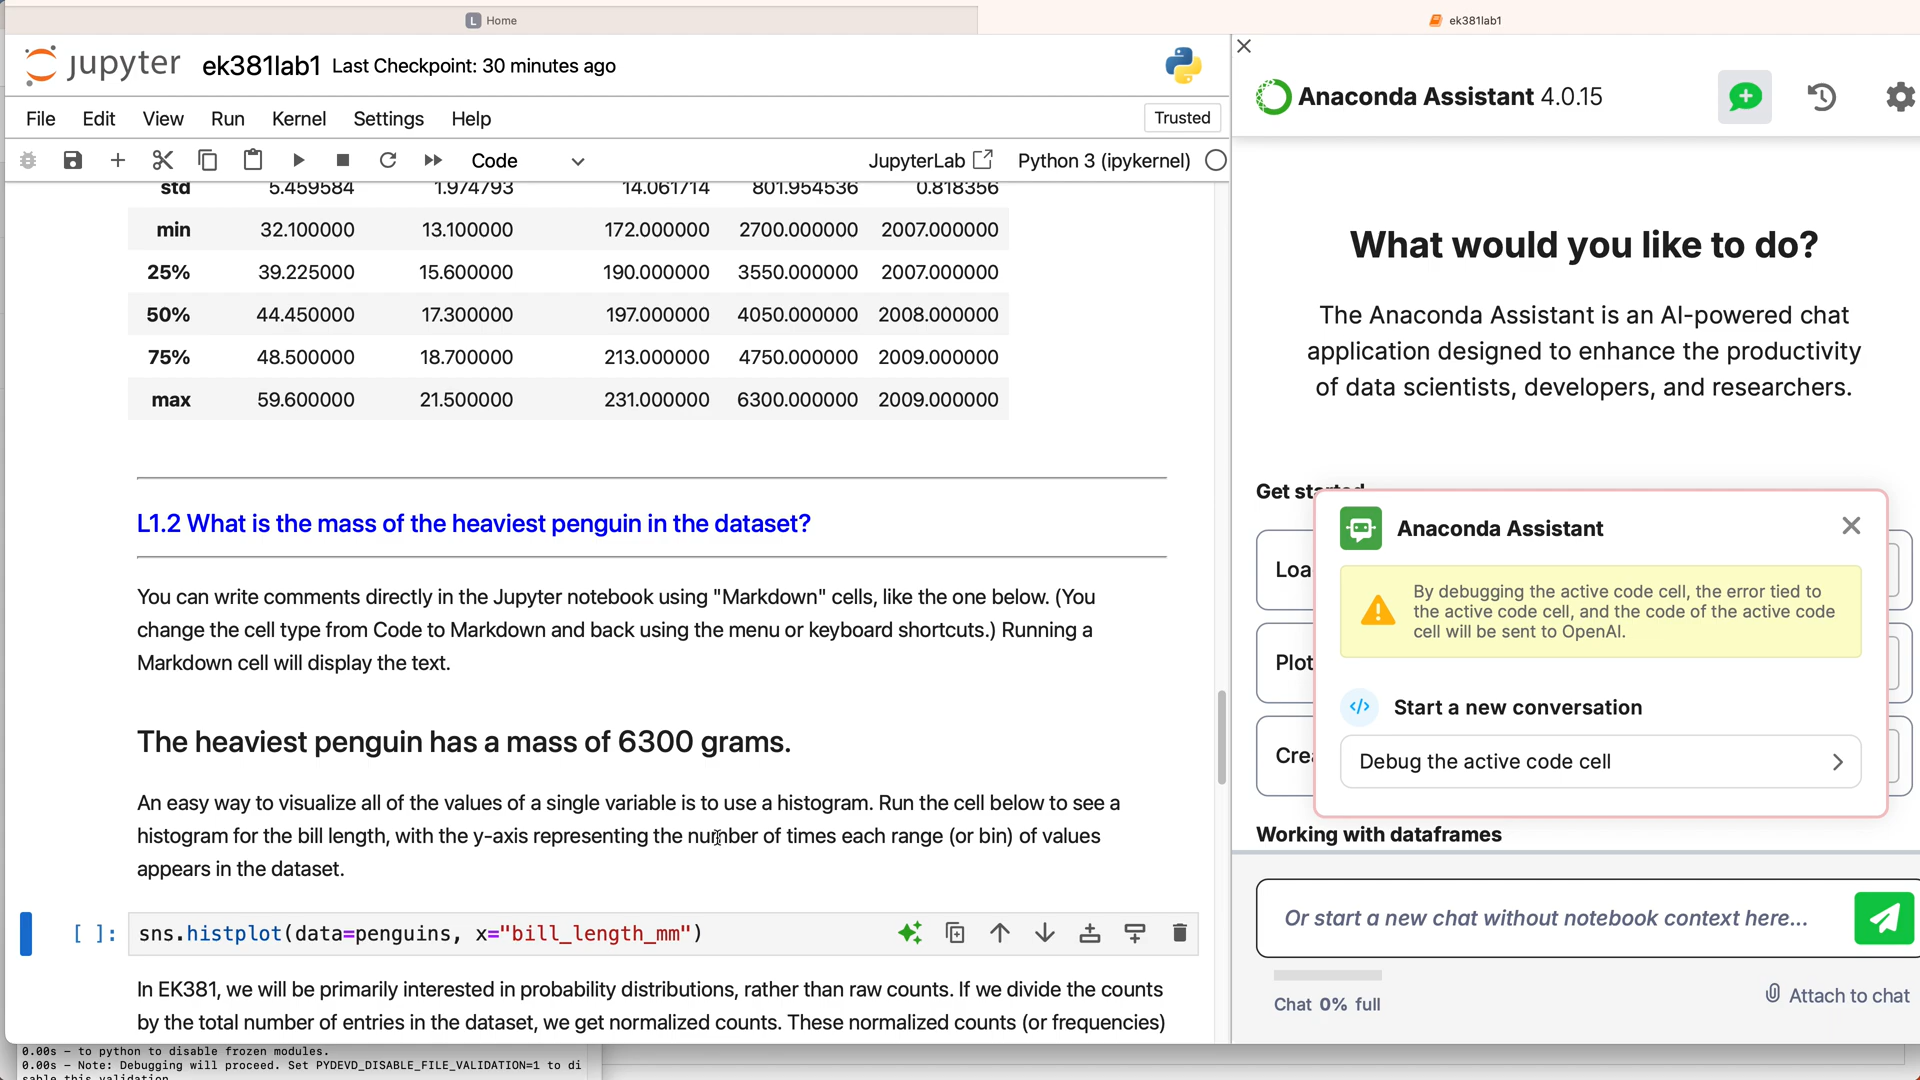 L Home
ek381lab1
jupyter ek381lab1 Last Checkpoint: 30 minutes ago
File Edit View Run Kernel Settings Help Trusted
Code JupyterLab Python 3 (ipykernel)
std 5.459584 1.974793 14.061714 801.954536 0.818356
min 32.100000 13.100000 172.000000 2700.000000 2007.000000
25% 39.225000 15.600000 190.000000 3550.000000 2007.000000
50% 44.450000 17.300000 197.000000 4050.000000 2008.000000
75% 48.500000 18.700000 213.000000 4750.000000 2009.000000
max 59.600000 21.500000 231.000000 6300.000000 2009.000000
L1.2 What is the mass of the heaviest penguin in the dataset?
You can write comments directly in the Jupyter notebook using "Markdown" cells, like the one below. (You
change the cell type from Code to Markdown and back using the menu or keyboard shortcuts.) Running a
Markdown cell will display the text.
The heaviest penguin has a mass of 6300 grams.
An easy way to visualize all of the values of a single variable is to use a histogram. Run the cell below to see a
histogram for the bill length, with the y-axis representing the number of times each range (or bin) of values
appears in the dataset.
[ ]: sns.histplot(data=penguins, x="bill_length_mm")
In EK381, we will be primarily interested in probability distributions, rather than raw counts. If we divide the counts
by the total number of entries in the dataset, we get normalized counts. These normalized counts (or frequencies)
0.00s - to python to disable frozen modules.
0.00s - Note: Debugging will proceed. Set PYDEVD_DISABLE_FILE_VALIDATION=1 to di
sable this validation
Anaconda Assistant 4.0.15
What would you like to do?
The Anaconda Assistant is an AI-powered chat
application designed to enhance the productivity
of data scientists, developers, and researchers.
Get started
Loa
Plot
Crea
Anaconda Assistant
By debugging the active code cell, the error tied to
the active code cell, and the code of the active code
cell will be sent to OpenAI.
</> Start a new conversation
Debug the active code cell
Working with dataframes
Or start a new chat without notebook context here...
Chat 0% full
Attach to chat